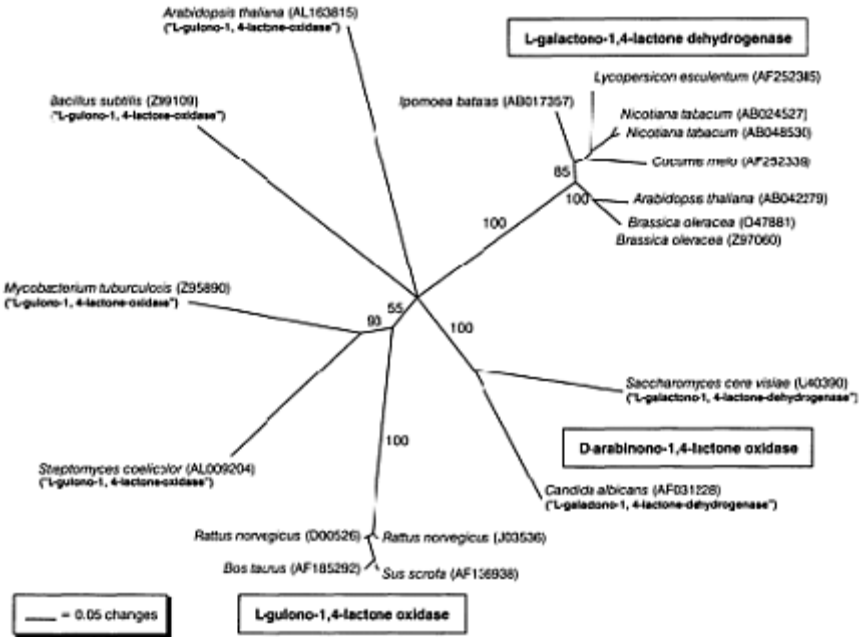 Arabidopsis thaliana (AL163815)
("L-gulono-1, 4-lactone-oxidase")
L-galactono-1,4-lactone dehydrogenase
Lycopersicon esculentum (AF252385)
Bacillus subtilis (Z99109)
("L-gulono-1, 4-lactone-oxidase")
Ipomoea batatas (AB017357)
Nicotiana tabacum (AB024527)
Nicotiana tabacum (AB048530)
Cucumis melo (AF252339)
85
100
Arabidopsis thaliana (AB042279)
Brassica oleracea (O47881)
Brassica oleracea (Z97060)
100
Mycobacterium tuburculosis (Z95890)
("L-gulono-1, 4-lactone-oxidase")
55
93
100
Saccharomyces cere visiae (U40390)
("L-galactono-1, 4-lactone-dehydrogenase")
100
D-arabinono-1,4-lactone oxidase
Streptomyces coelicolor (AL009204)
("L-gulono-1, 4-lactone-oxidase")
Candida albicans (AF031228)
("L-galactono-1, 4-lactone-dehydrogenase")
Rattus norvegicus (D00526)
Rattus norvegicus (J03536)
Bos taurus (AF185292)
Sus scrofa (AF136938)
= 0.05 changes
L-gulono-1,4-lactone oxidase